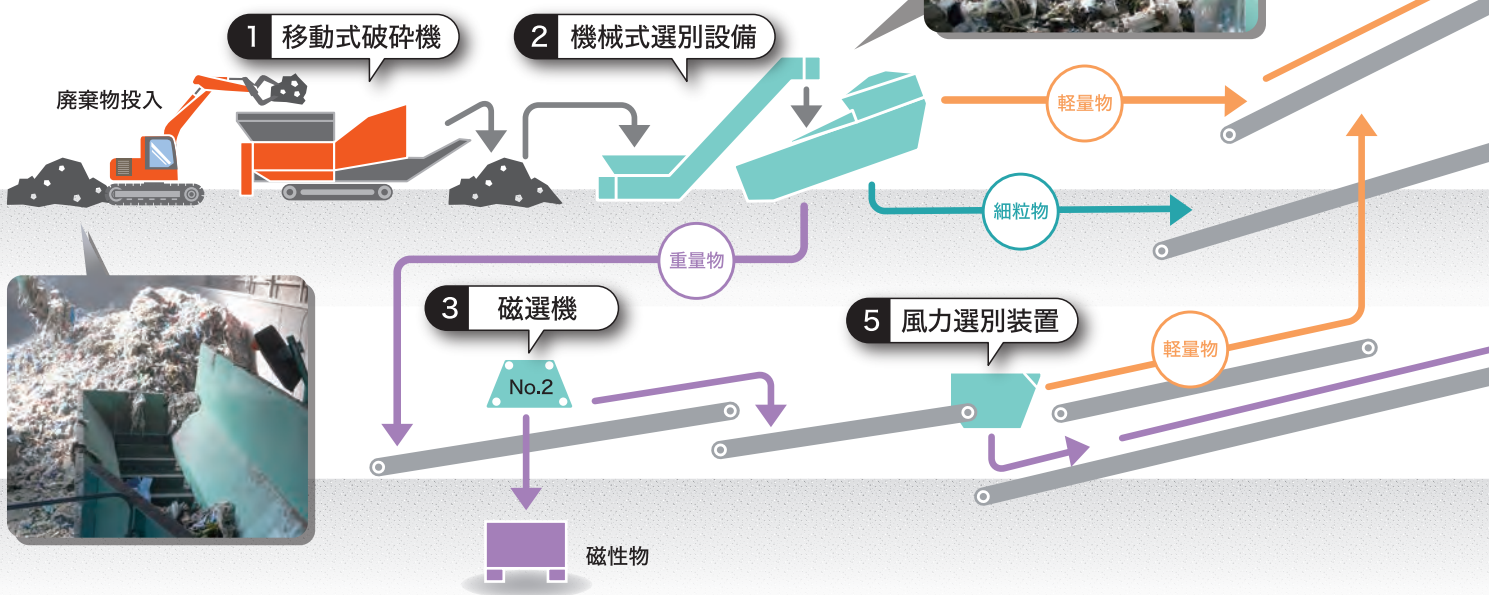 1 移動式破砕機
2 機械式選別設備
廃棄物投入
軽量物
細粒物
重量物
3 磁選機
5 風力選別装置
軽量物
No.2
磁性物